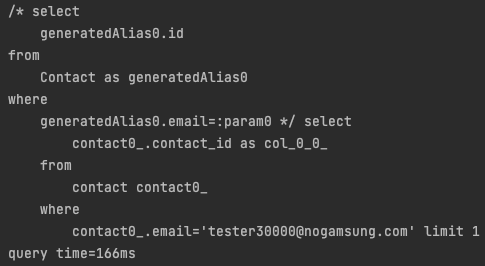 /* select
    generatedAlias0.id
from
    Contact as generatedAlias0
where
    generatedAlias0.email=:param0 */ select
        contact0_.contact_id as col_0_0_
    from
        contact contact0_
    where
        contact0_.email='tester30000@nogamsung.com' limit 1
query time=166ms